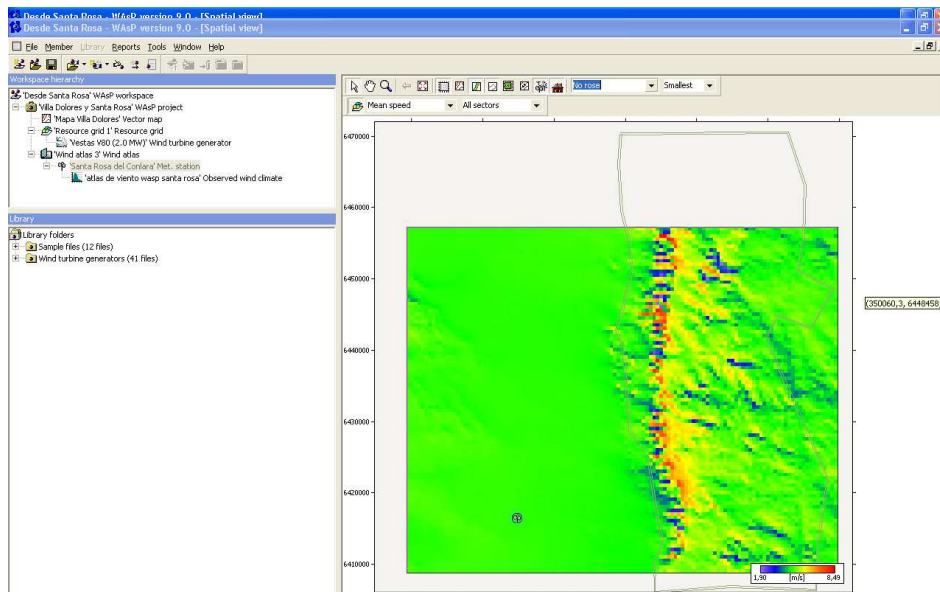 Desde Santa Rosa - WAsP version 9.0 - [Spatial view]
Desde Santa Rosa - WAsP version 9.0 - [Spatial view]
File Member Library Reports Tools Window Help
Workspace hierarchy
'Desde Santa Rosa' WAsP workspace
'Villa Dolores y Santa Rosa' WAsP project
'Mapa Villa Dolores' Vector map
'Resource grid 1' Resource grid
'Vestas V80 (2.0 MW)' Wind turbine generator
'Wind atlas 3' Wind atlas
'Santa Rosa del Conlara' Met. station
'atlas de viento wasp santa rosa' Observed wind climate
Library
Library folders
Sample files (12 files)
Wind turbine generators (41 files)
No rose Smallest
Mean speed All sectors
6470000
6460000
6450000
(350060,3, 6448458,
6440000
6430000
6420000
6410000
1,90 [m/s] 8,49